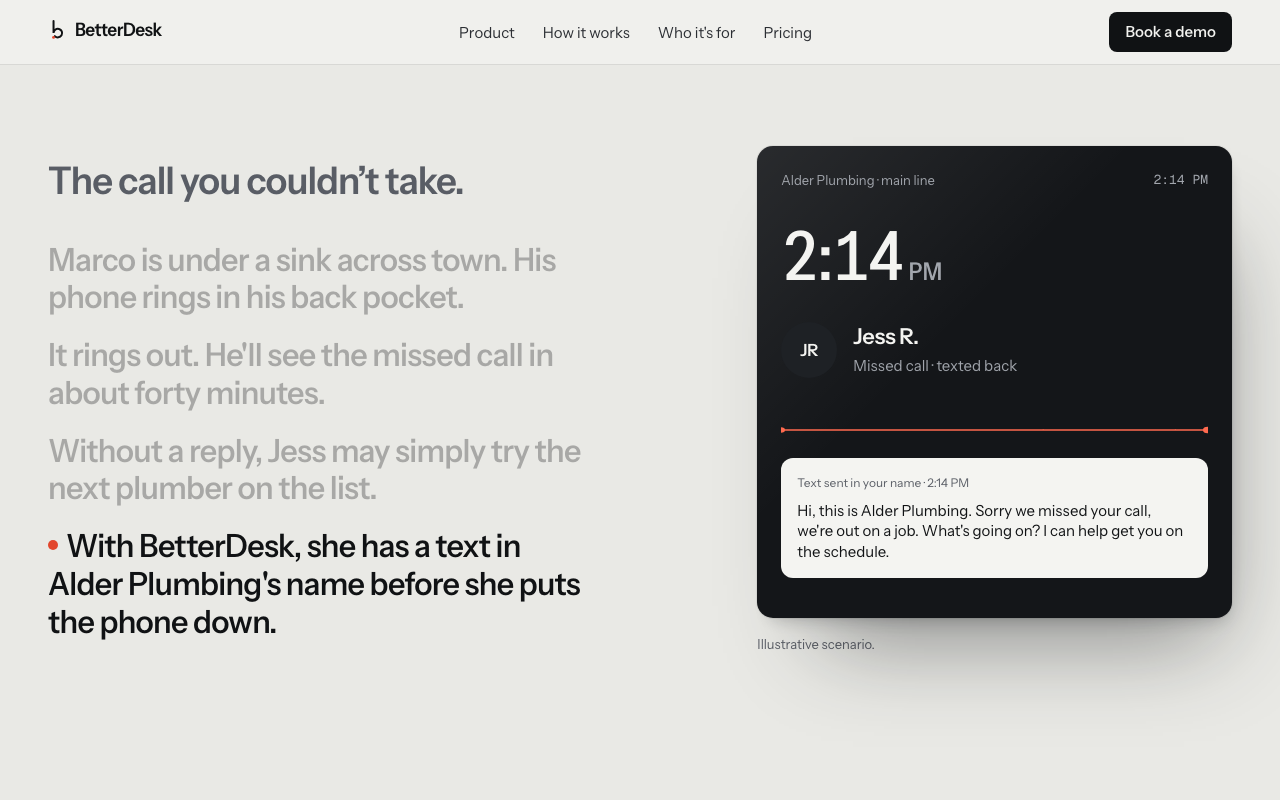 BetterDesk
Product
How it works
Who it's for
Pricing
Book a demo
The call you couldn’t take.
Marco is under a sink across town. His
phone rings in his back pocket.
It rings out. He'll see the missed call in
about forty minutes.
Without a reply, Jess may simply try the
next plumber on the list.
With BetterDesk, she has a text in
Alder Plumbing's name before she puts
the phone down.
Alder Plumbing · main line
2:14 PM
2:14 PM
JR
Jess R.
Missed call · texted back
Text sent in your name · 2:14 PM
Hi, this is Alder Plumbing. Sorry we missed your call,
we're out on a job. What's going on? I can help get you on
the schedule.
Illustrative scenario.